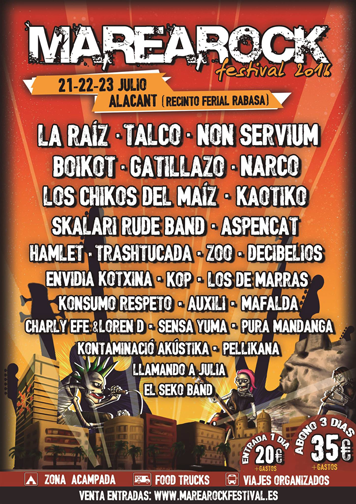 MAREAROCK
festival 2016
21-22-23 JULIO
ALACANT (RECINTO FERIAL RABASA)
LA RAÍZ · TALCO · NON SERVIUM
BOIKOT · GATILLAZO · NARCO
LOS CHIKOS DEL MAÍZ · KAOTIKO
SKALARI RUDE BAND · ASPENCAT
HAMLET · TRASHTUCADA · ZOO · DECIBELIOS
ENVIDIA KOTXINA · KOP · LOS DE MARRAS
KONSUMO RESPETO · AUXILI · MAFALDA
CHARLY EFE & LOREN D · SENSA YUMA · PURA MANDANGA
KONTAMINACIÓ AKÚSTIKA · PELLIKANA
LLAMANDO A JULIA
EL SEKO BAND
ENTRADA 1 DIA
20€
+GASTOS
ABONO 3 DIAS
35€
+GASTOS
ZONA ACAMPADA
FOOD TRUCKS
VIAJES ORGANIZADOS
VENTA ENTRADAS: WWW.MAREAROCKFESTIVAL.ES